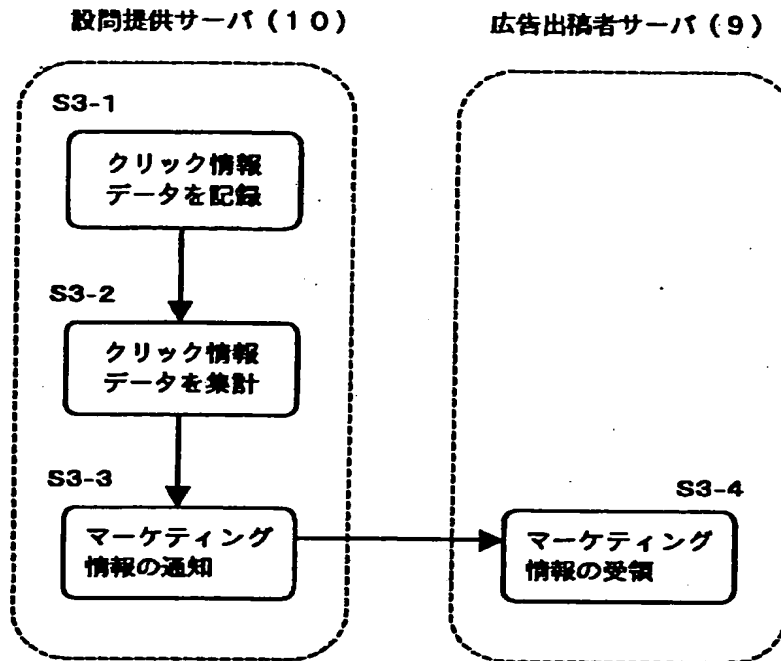 設問提供サーバ(10)
広告出稿者サーバ(9)
S3-1
クリック情報
データを記録
S3-2
クリック情報
データを集計
S3-3
マーケティング
情報の通知
S3-4
マーケティング
情報の受領